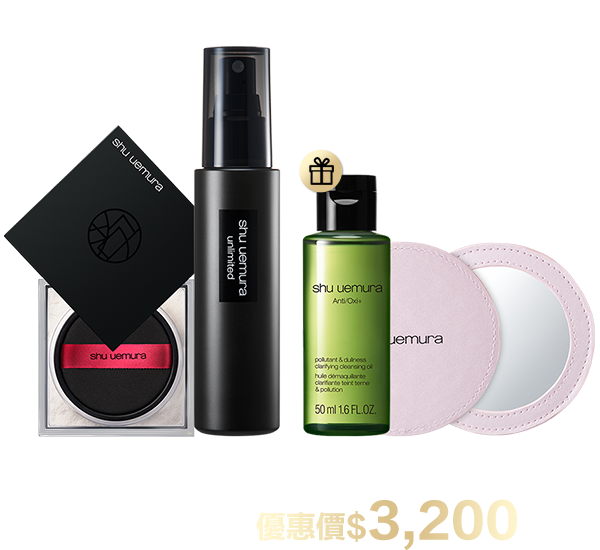 shu uemura
shu uemura
shu uemura
unlimited
shu uemura
Anti/Oxi+
pollutant & dullness
clarifying cleansing oil
huile démaquillante
clarifiante teint terne
& pollution
50 ml 1.6 FL.OZ.
uemura
優惠價$3,200